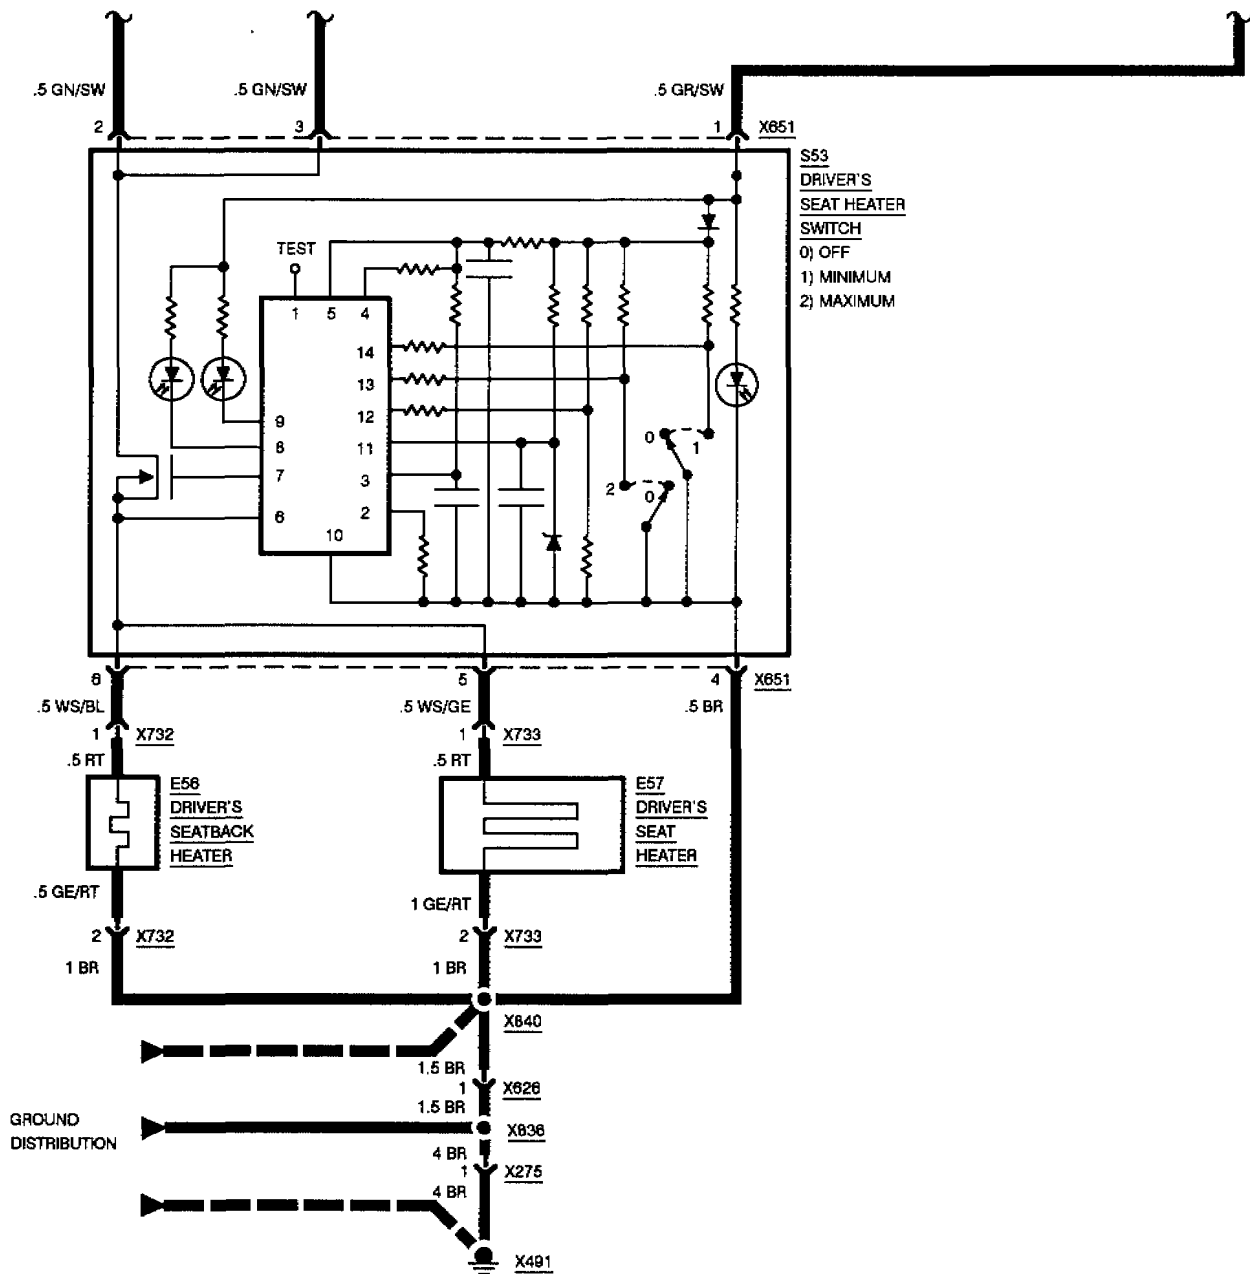 .5 GN/SW .5 GN/SW .5 GR/SW
2 3 1 X651
S53
DRIVER'S
SEAT HEATER
SWITCH
0) OFF
1) MINIMUM
2) MAXIMUM
TEST
1 5 4
14
13
12
11
3
2
9
8
7
6
10
0 1
2 0
6 5 4 X651
.5 WS/BL .5 WS/GE .5 BR
1 X732 1 X733
.5 RT .5 RT
E56
DRIVER'S
SEATBACK
HEATER
E57
DRIVER'S
SEAT
HEATER
.5 GE/RT 1 GE/RT
2 X732 2 X733
1 BR 1 BR
X640
1.5 BR
1 X626
1.5 BR
GROUND
DISTRIBUTION
X636
4 BR
1 X275
4 BR
X491